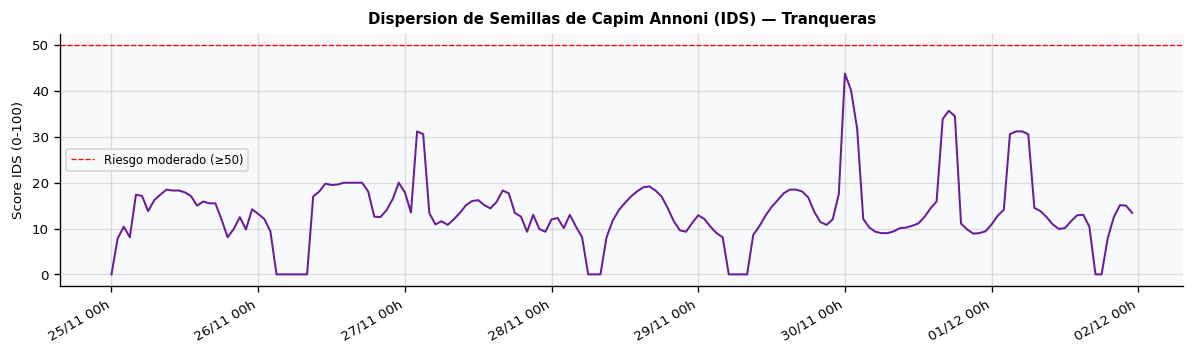 Dispersion de Semillas de Capim Annoni (IDS) — Tranqueras
Score IDS (0-100)
50
40
30
20
10
0
Riesgo moderado (≥50)
25/11 00h
26/11 00h
27/11 00h
28/11 00h
29/11 00h
30/11 00h
01/12 00h
02/12 00h